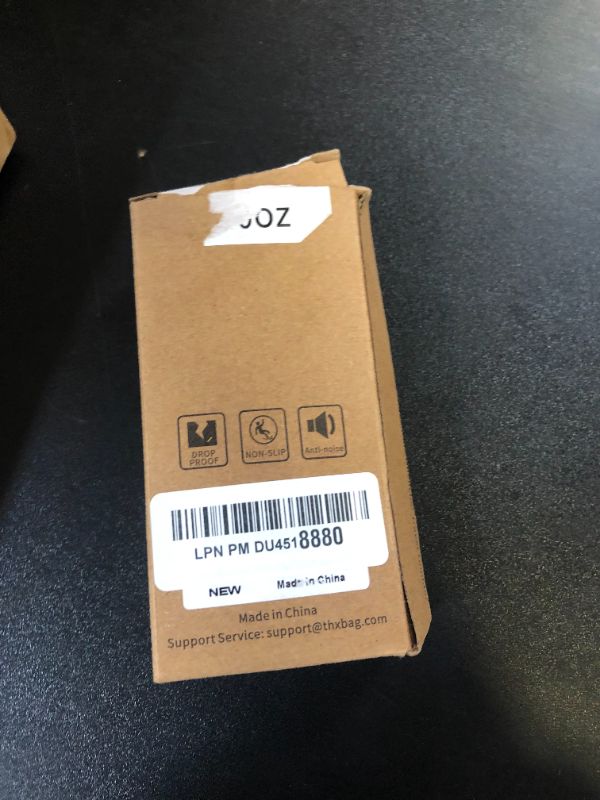 OZ
DROP
PROOF
NON-SLIP
Anti-noise
LPN PM DU4518880
NEW Made in China
Made in China
Support Service: support@thxbag.com